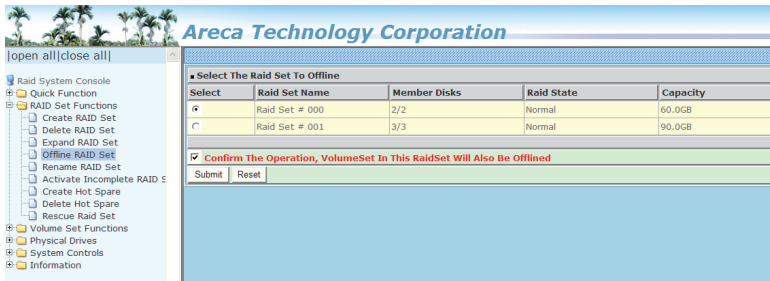 Areca Technology Corporation
|open all|close all|
Raid System Console
Quick Function
RAID Set Functions
Create RAID Set
Delete RAID Set
Expand RAID Set
Offline RAID Set
Rename RAID Set
Activate Incomplete RAID S
Create Hot Spare
Delete Hot Spare
Rescue Raid Set
Volume Set Functions
Physical Drives
System Controls
Information
Select The Raid Set To Offline
Select Raid Set Name Member Disks Raid State Capacity
Raid Set # 000 2/2 Normal 60.0GB
Raid Set # 001 3/3 Normal 90.0GB
Confirm The Operation, VolumeSet In This RaidSet Will Also Be Offlined
Submit Reset